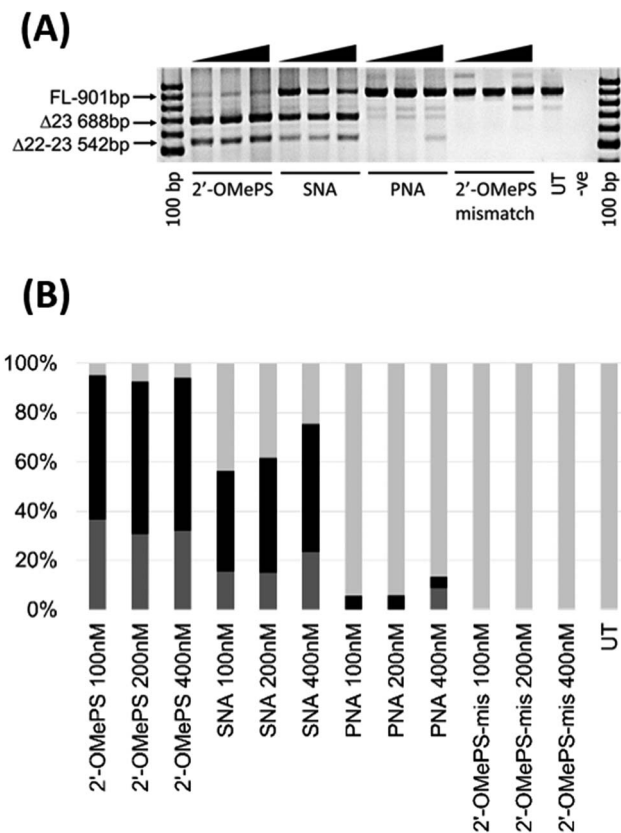 (A)
FL-901bp
Δ23 688bp
Δ22-23 542bp
100 bp
2'-OMePS
SNA
PNA
2'-OMePS
mismatch
UT
-ve
100 bp
(B)
100%
80%
60%
40%
20%
0%
2'-OMePS 100nM
2'-OMePS 200nM
2'-OMePS 400nM
SNA 100nM
SNA 200nM
SNA 400nM
PNA 100nM
PNA 200nM
PNA 400nM
2'-OMePS-mis 100nM
2'-OMePS-mis 200nM
2'-OMePS-mis 400nM
UT